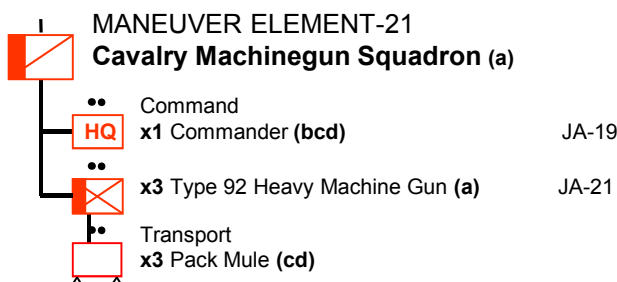 MANEUVER ELEMENT-21
Cavalry Machinegun Squadron (a)
Command
HQ x1 Commander (bcd) JA-19
x3 Type 92 Heavy Machine Gun (a) JA-21
Transport
x3 Pack Mule (cd)